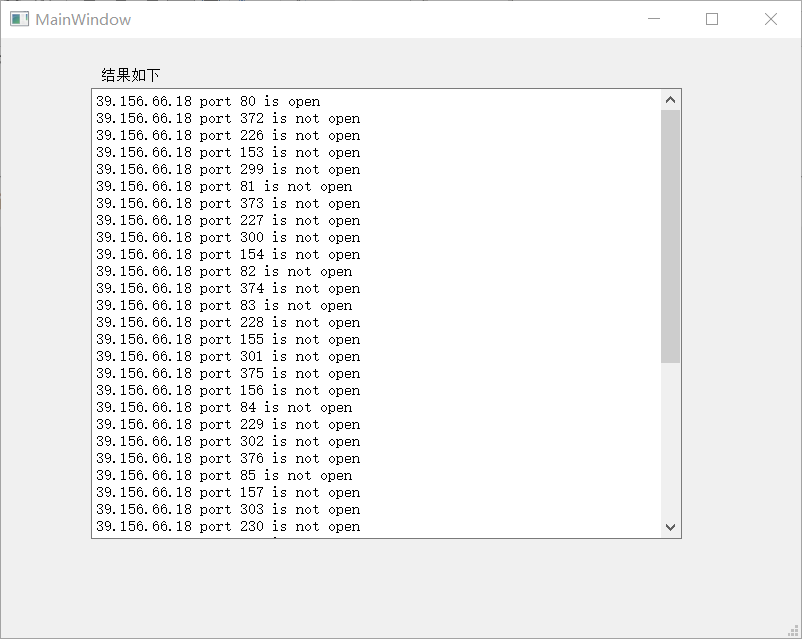 MainWindow
结果如下
39.156.66.18 port 80 is open
39.156.66.18 port 372 is not open
39.156.66.18 port 226 is not open
39.156.66.18 port 153 is not open
39.156.66.18 port 299 is not open
39.156.66.18 port 81 is not open
39.156.66.18 port 373 is not open
39.156.66.18 port 227 is not open
39.156.66.18 port 300 is not open
39.156.66.18 port 154 is not open
39.156.66.18 port 82 is not open
39.156.66.18 port 374 is not open
39.156.66.18 port 83 is not open
39.156.66.18 port 228 is not open
39.156.66.18 port 155 is not open
39.156.66.18 port 301 is not open
39.156.66.18 port 375 is not open
39.156.66.18 port 156 is not open
39.156.66.18 port 84 is not open
39.156.66.18 port 229 is not open
39.156.66.18 port 302 is not open
39.156.66.18 port 376 is not open
39.156.66.18 port 85 is not open
39.156.66.18 port 157 is not open
39.156.66.18 port 303 is not open
39.156.66.18 port 230 is not open